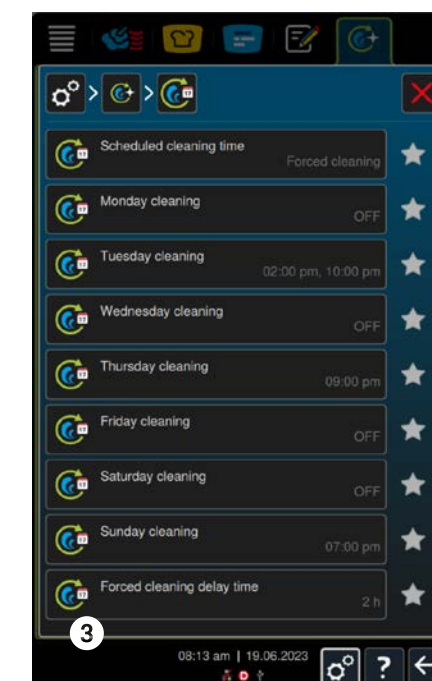 Scheduled cleaning time
Forced cleaning
Monday cleaning
OFF
Tuesday cleaning
02:00 pm, 10:00 pm
Wednesday cleaning
OFF
Thursday cleaning
09:00 pm
Friday cleaning
OFF
Saturday cleaning
OFF
Sunday cleaning
07:00 pm
Forced cleaning delay time
2 h
3
08:13 am | 19.06.2023
D
?